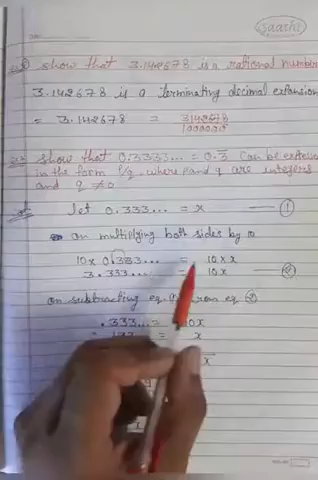 Saachi
show that 3.142678 is a rational number
3.142678 is a terminating decimal expansion
= 3.142678 = 3142678
1000000
show that 0.3333... = 0.3̅ can be
in the form p/q, where p and q are integers
and q ≠ 0
let 0.333... = x — ①
on multiplying both sides by 10
10 x 0.333... = 10 x x
3.333... = 10x — ②
on subtracting eq from eq ②
.333... = 10x
= x
x